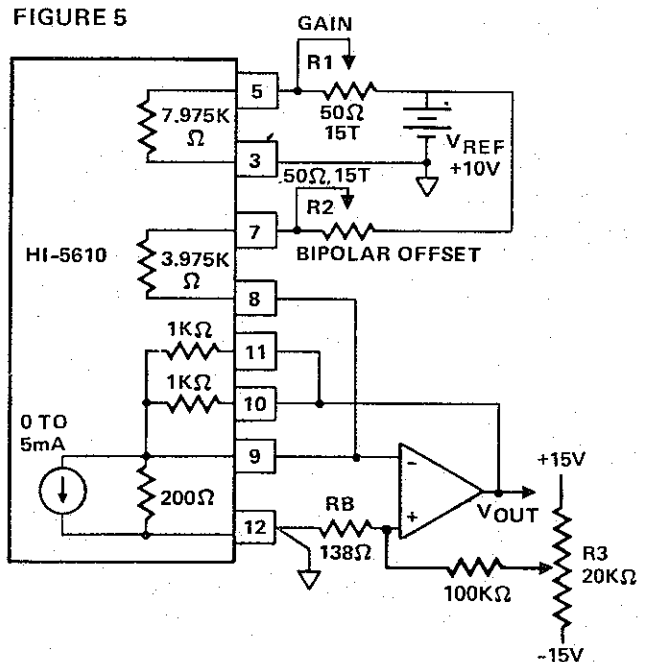 FIGURE 5
GAIN
R1
5
7.975K
Ω
50Ω
15T
VREF
+10V
3
50Ω, 15T
R2
7
BIPOLAR OFFSET
HI-5610
3.975K
Ω
8
1KΩ
11
1KΩ
10
0 TO
5mA
9
-
+15V
200Ω
+
VOUT
RB
12
138Ω
R3
20KΩ
100KΩ
-15V